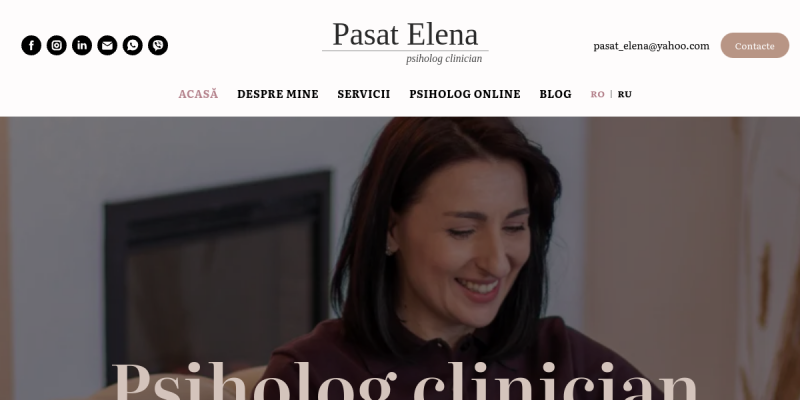 Pasat Elena
psiholog clinician
pasat_elena@yahoo.com
Contacte
ACASĂ DESPRE MINE SERVICII PSIHOLOG ONLINE BLOG RO | RU
Psiholog clinician